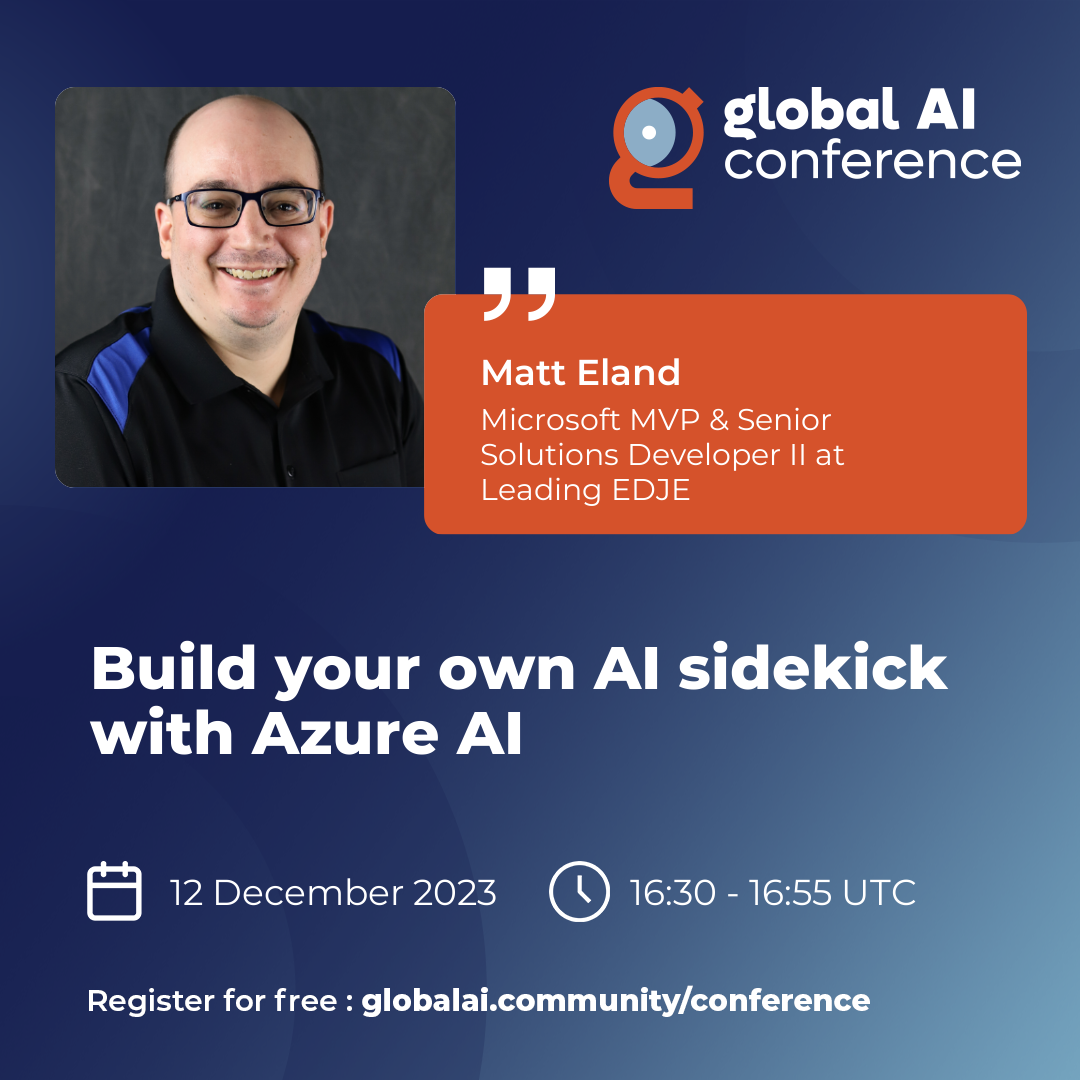 global AI
conference
Matt Eland
Microsoft MVP & Senior
Solutions Developer II at
Leading EDJE
Build your own AI sidekick
with Azure AI
12 December 2023
16:30 - 16:55 UTC
Register for free : globalai.community/conference